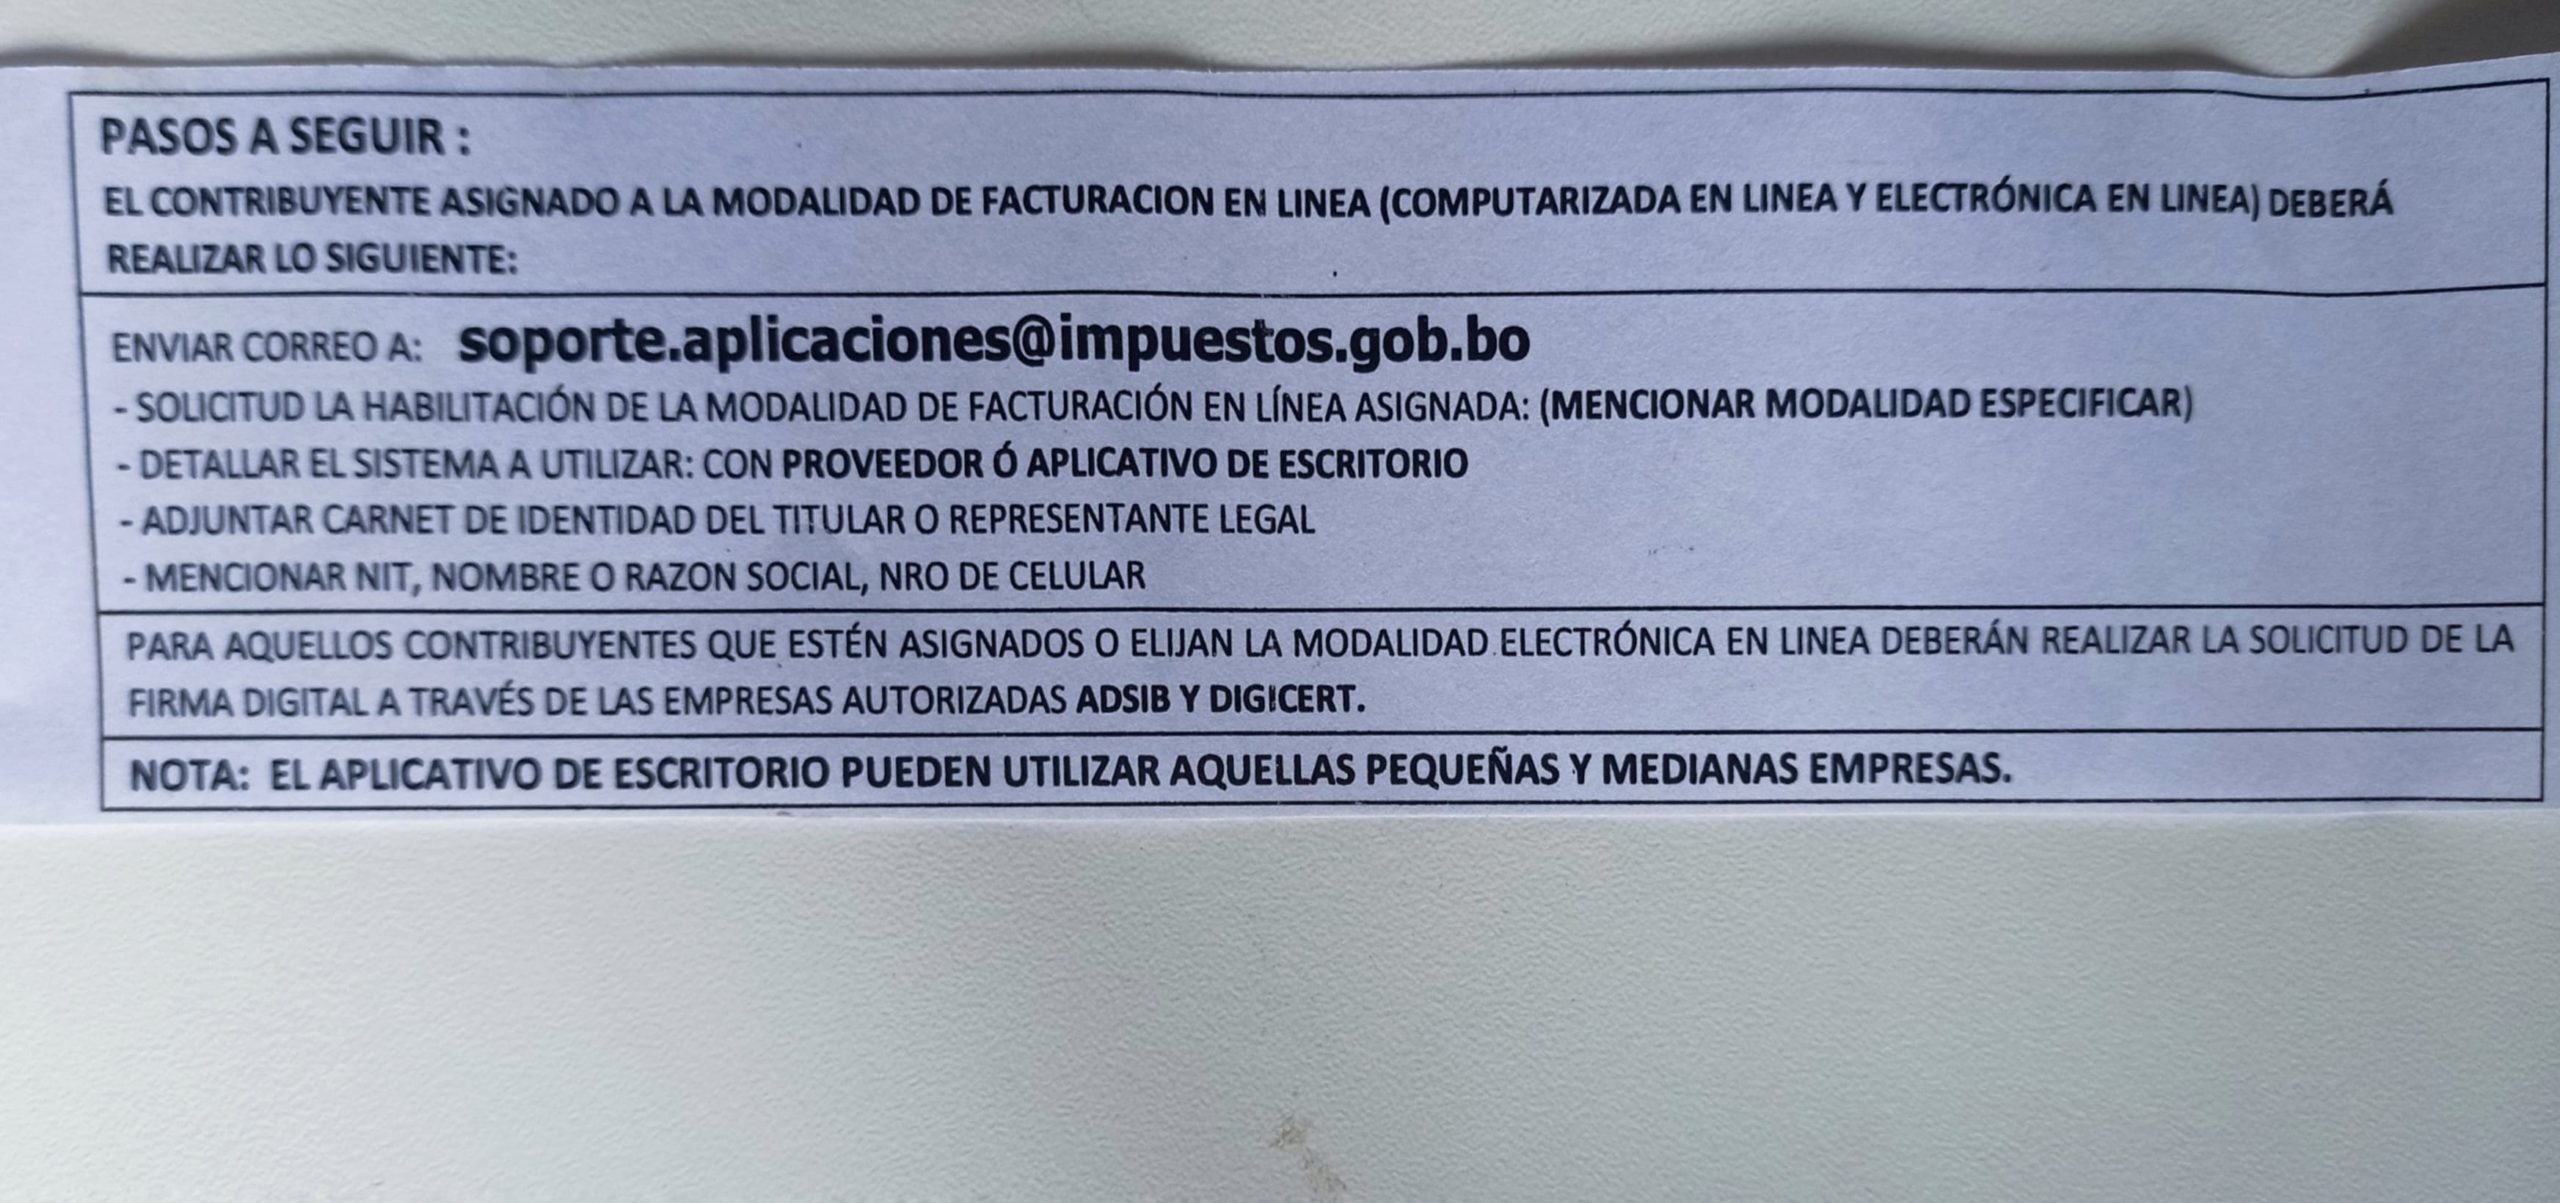 PASOS A SEGUIR :
EL CONTRIBUYENTE ASIGNADO A LA MODALIDAD DE FACTURACION EN LINEA (COMPUTARIZADA EN LINEA Y ELECTRÓNICA EN LINEA) DEBERÁ
REALIZAR LO SIGUIENTE:
ENVIAR CORREO A: soporte.aplicaciones@impuestos.gob.bo
- SOLICITUD LA HABILITACIÓN DE LA MODALIDAD DE FACTURACIÓN EN LÍNEA ASIGNADA: (MENCIONAR MODALIDAD ESPECIFICAR)
- DETALLAR EL SISTEMA A UTILIZAR: CON PROVEEDOR Ó APLICATIVO DE ESCRITORIO
- ADJUNTAR CARNET DE IDENTIDAD DEL TITULAR O REPRESENTANTE LEGAL
- MENCIONAR NIT, NOMBRE O RAZON SOCIAL, NRO DE CELULAR
PARA AQUELLOS CONTRIBUYENTES QUE ESTÉN ASIGNADOS O ELIJAN LA MODALIDAD ELECTRÓNICA EN LINEA DEBERÁN REALIZAR LA SOLICITUD DE LA
FIRMA DIGITAL A TRAVÉS DE LAS EMPRESAS AUTORIZADAS ADSIB Y DIGICERT.
NOTA: EL APLICATIVO DE ESCRITORIO PUEDEN UTILIZAR AQUELLAS PEQUEÑAS Y MEDIANAS EMPRESAS.